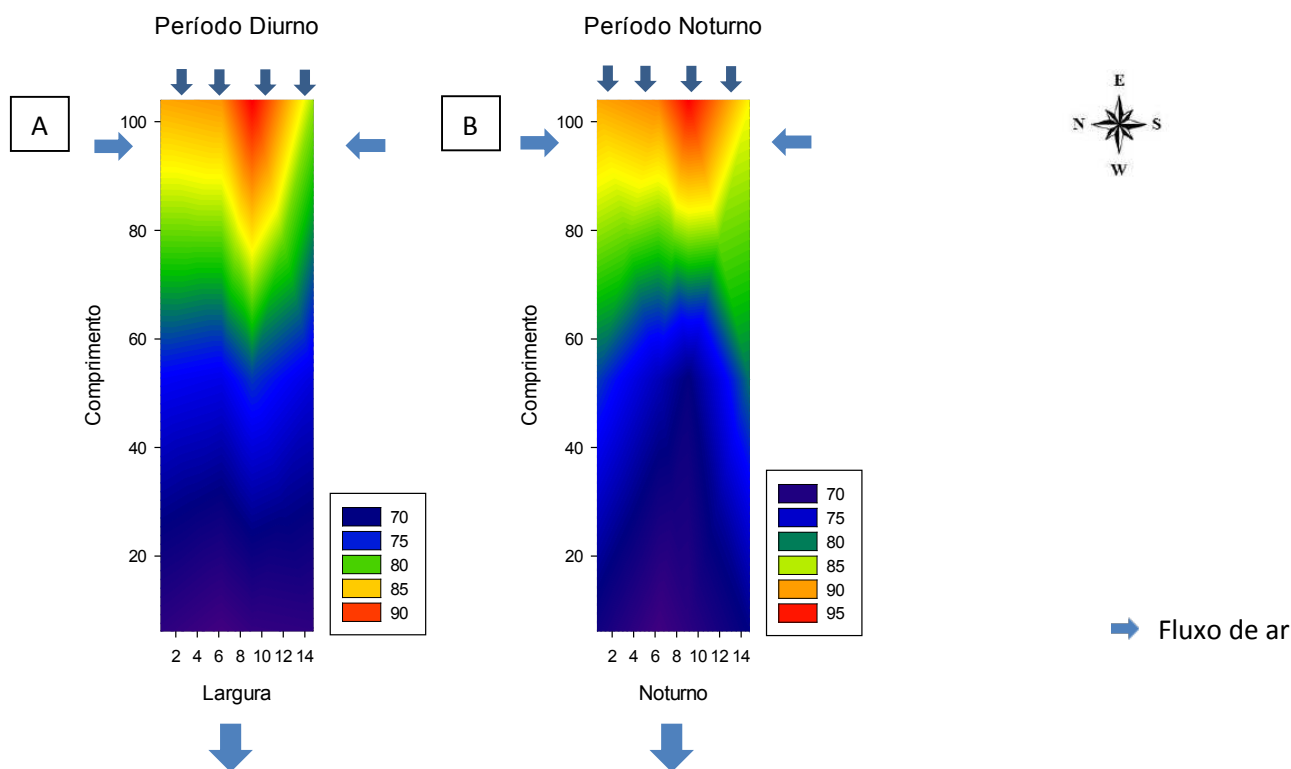 Período Diurno
A
Comprimento
100
80
60
40
20
2 4 6 8 10 12 14
Largura
70
75
80
85
90
Período Noturno
B
Comprimento
100
80
60
40
20
2 4 6 8 10 12 14
Noturno
70
75
80
85
90
95
E
N S
W
Fluxo de ar